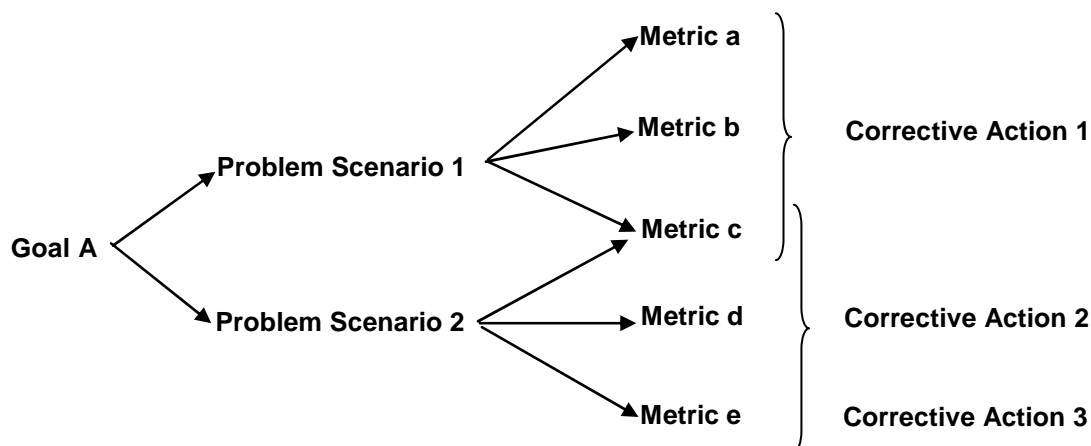 Metric a
Metric b
Corrective Action 1
Problem Scenario 1
Metric c
Goal A
Problem Scenario 2
Metric d
Corrective Action 2
Metric e
Corrective Action 3